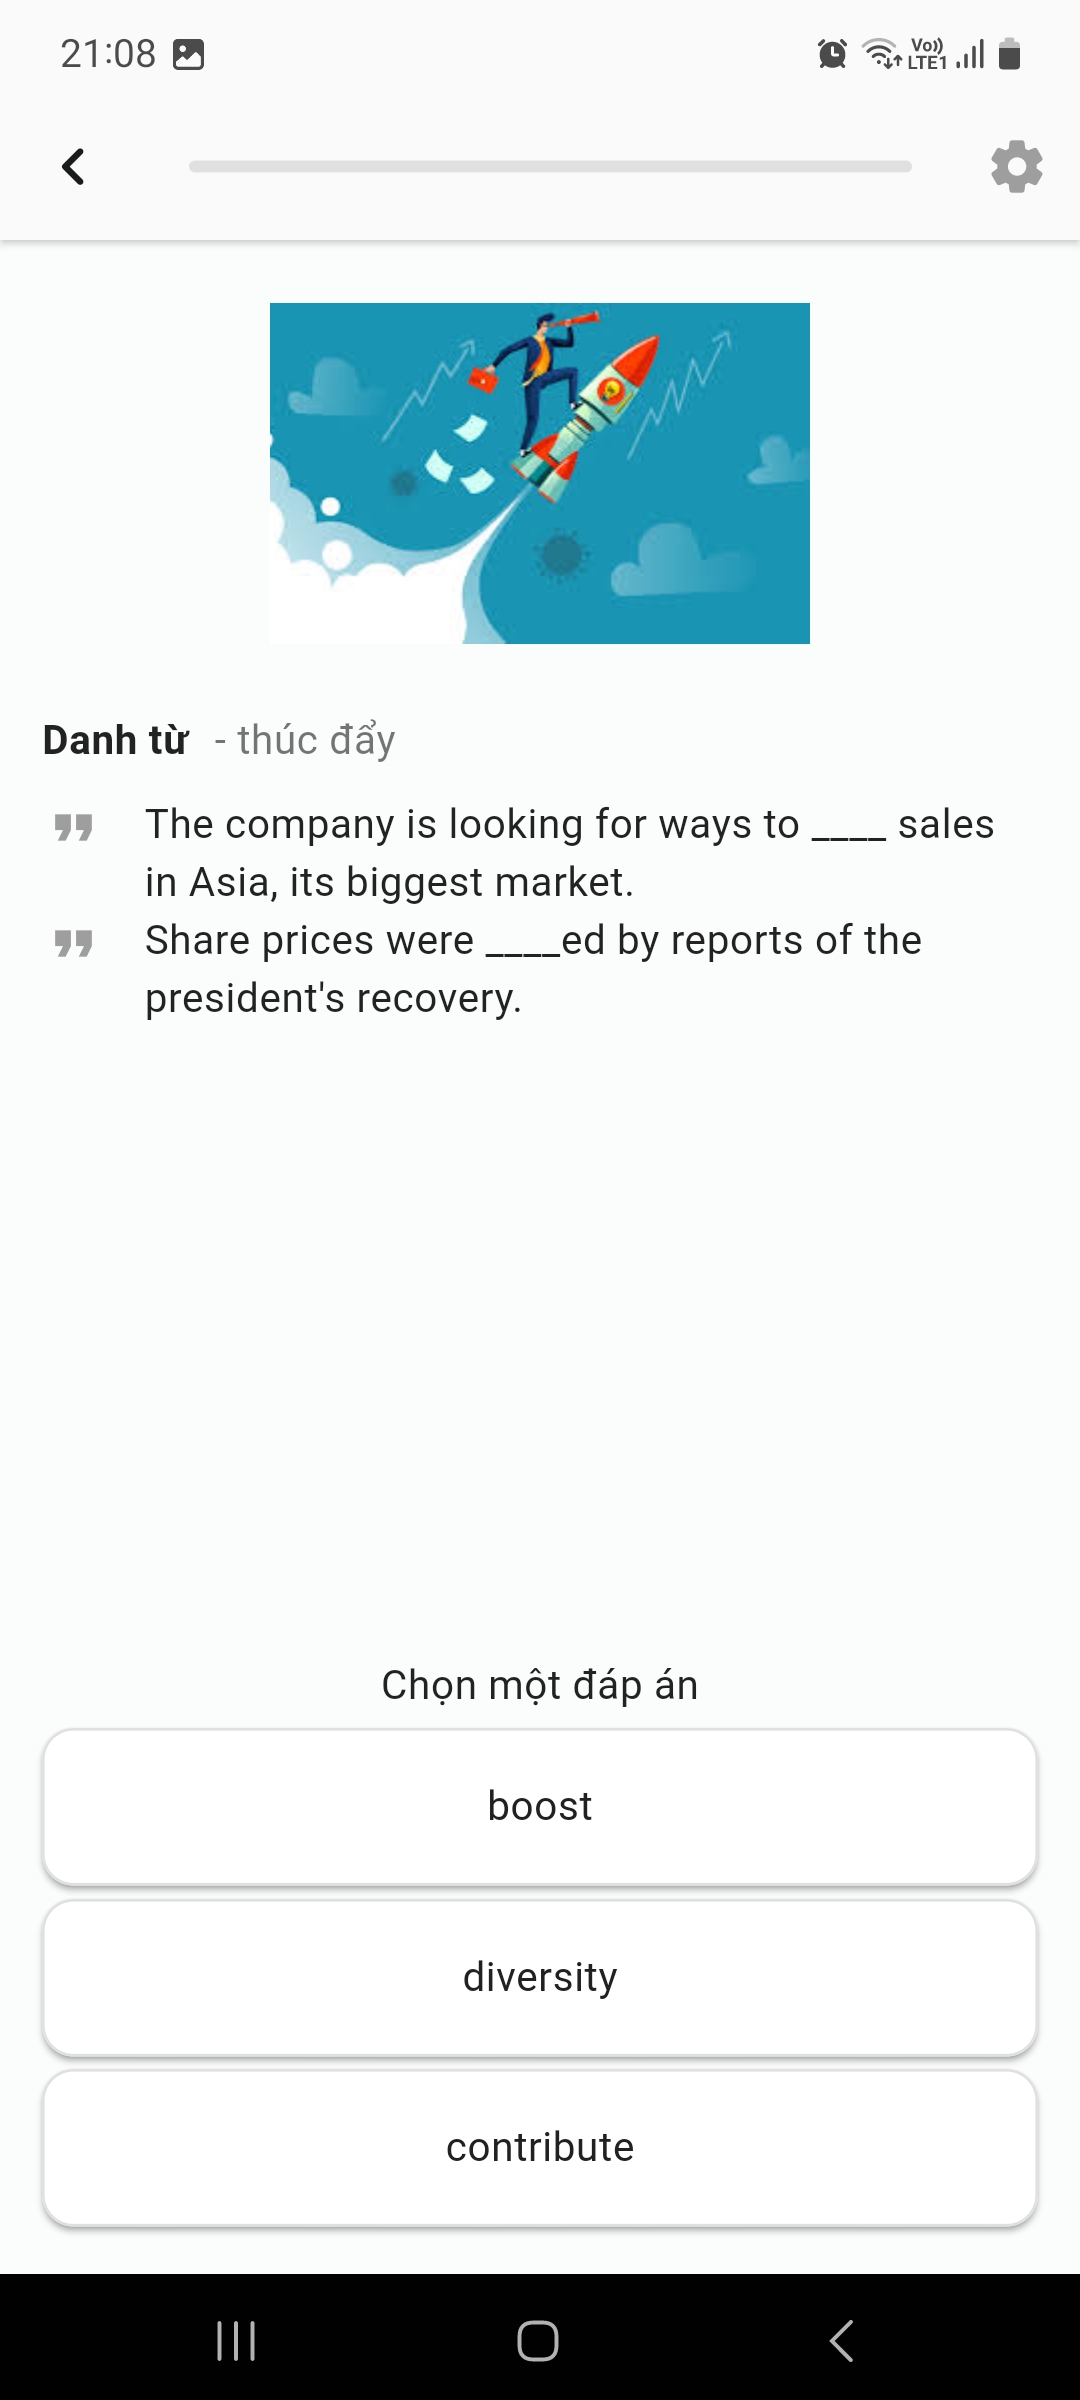 21:08
Vo))
LTE1
Danh từ - thúc đẩy
The company is looking for ways to ____ sales
in Asia, its biggest market.
Share prices were ____ed by reports of the
president's recovery.
Chọn một đáp án
boost
diversity
contribute